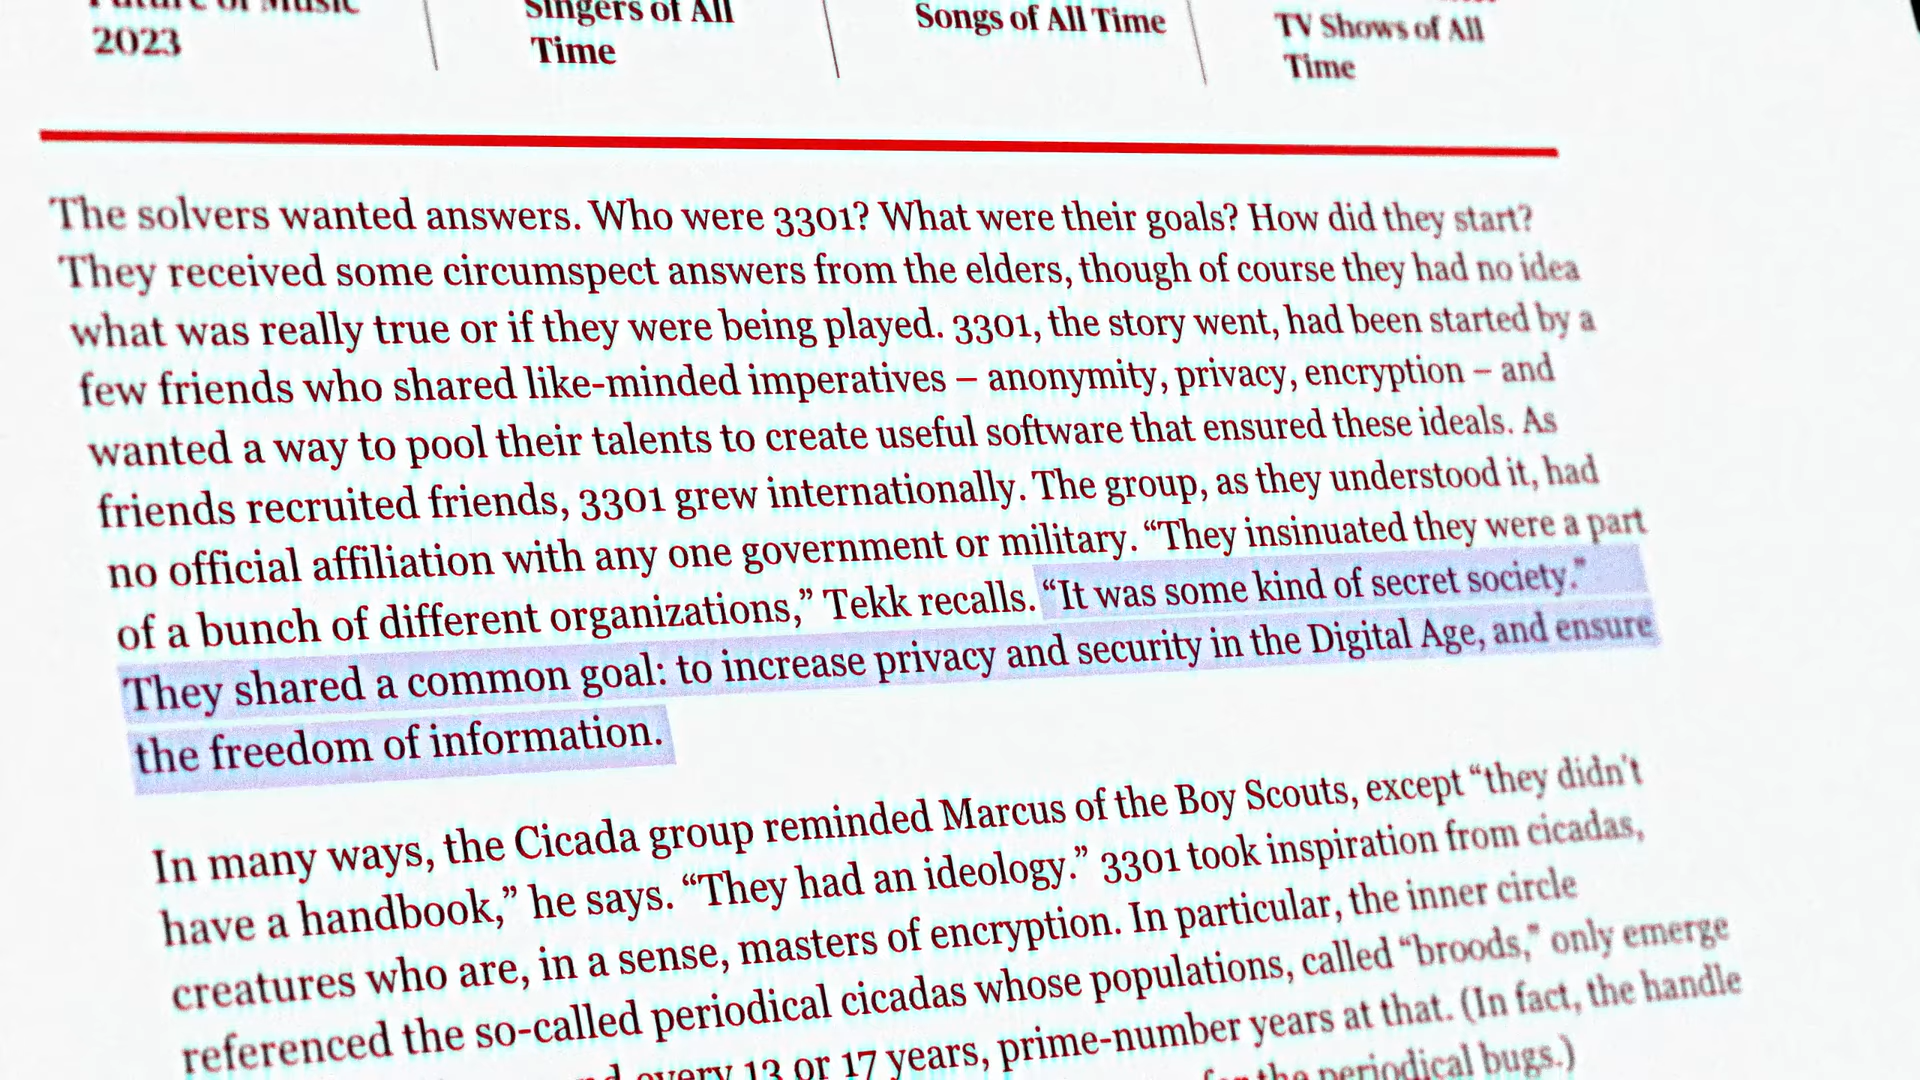 Future of Music
2023
Singers of All
Time
Songs of All Time
TV Shows of All
Time
The solvers wanted answers. Who were 3301? What were their goals? How did they start?
They received some circumspect answers from the elders, though of course they had no idea
what was really true or if they were being played. 3301, the story went, had been started by a
few friends who shared like-minded imperatives – anonymity, privacy, encryption – and
wanted a way to pool their talents to create useful software that ensured these ideals. As
friends recruited friends, 3301 grew internationally. The group, as they understood it, had
no official affiliation with any one government or military. “They insinuated they were a part
of a bunch of different organizations,” Tekk recalls. “It was some kind of secret society.”
They shared a common goal: to increase privacy and security in the Digital Age, and ensure
the freedom of information.
In many ways, the Cicada group reminded Marcus of the Boy Scouts, except “they didn’t
have a handbook,” he says. “They had an ideology.” 3301 took inspiration from cicadas,
creatures who are, in a sense, masters of encryption. In particular, the inner circle
referenced the so-called periodical cicadas whose populations, called “broods,” only emerge
every 13 or 17 years, prime-number years at that. (In fact, the handle
for the periodical bugs.)